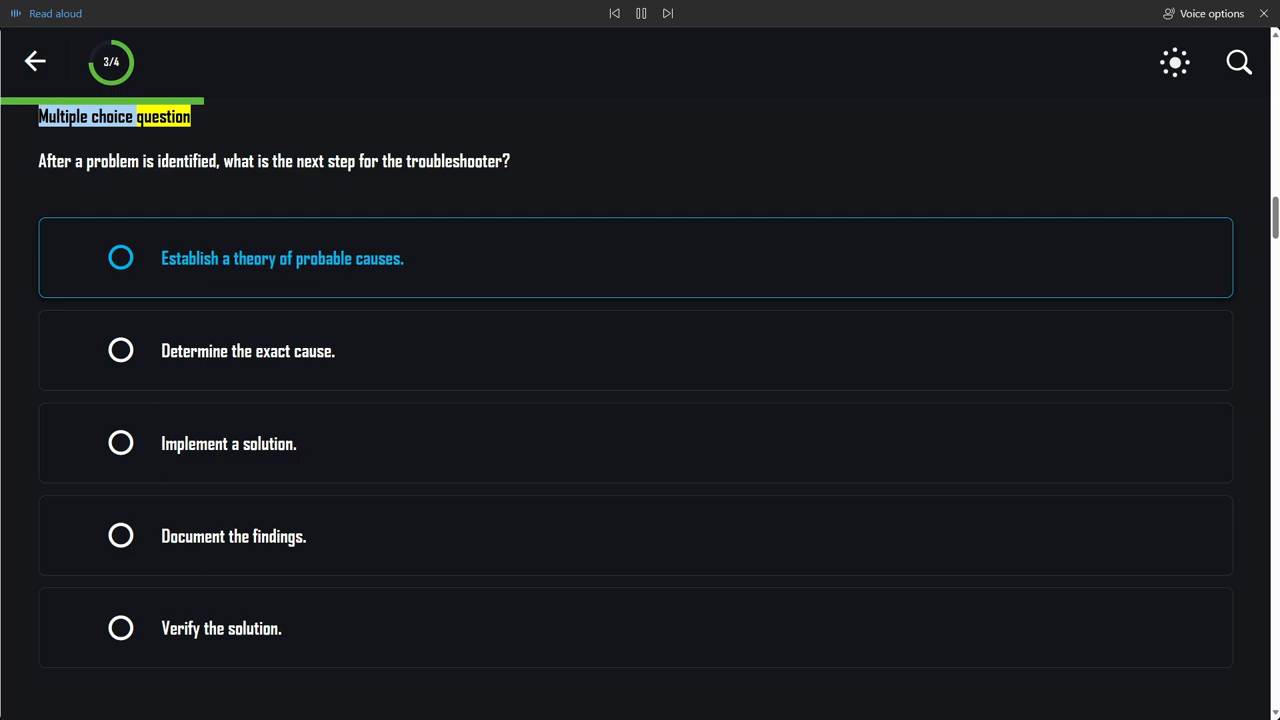 Read aloud
Voice options
3/4
Multiple choice question
After a problem is identified, what is the next step for the troubleshooter?
Establish a theory of probable causes.
Determine the exact cause.
Implement a solution.
Document the findings.
Verify the solution.